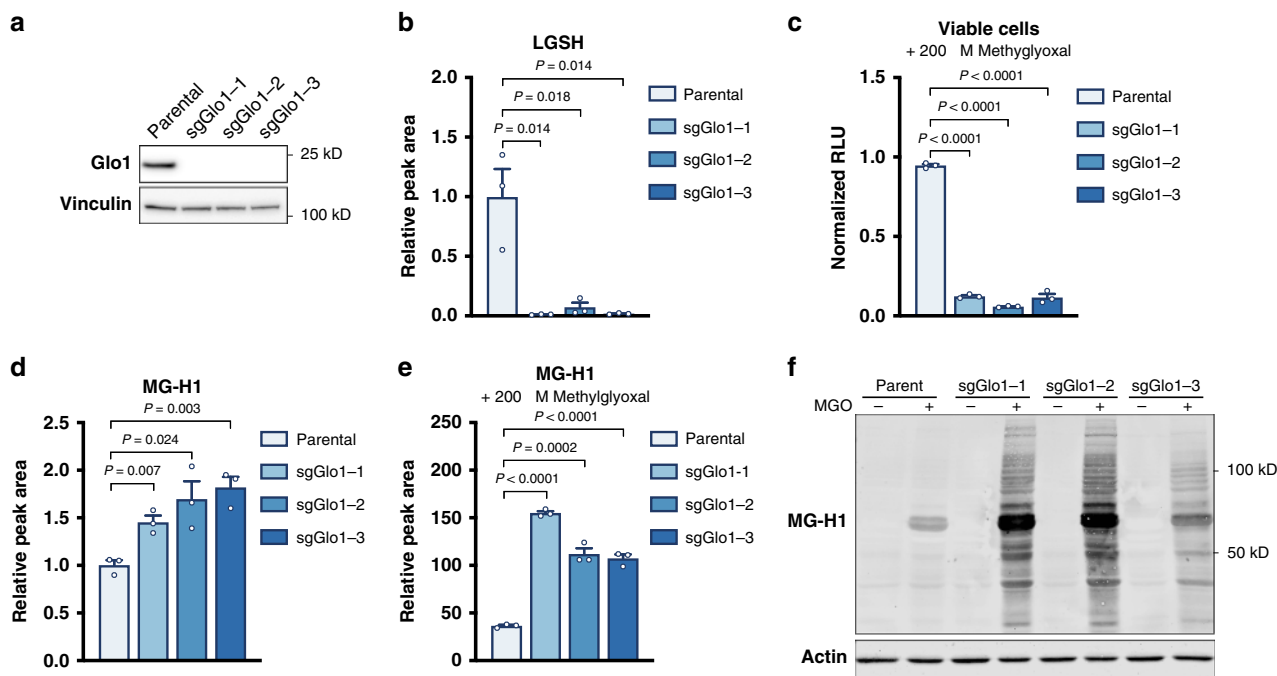 a
Parental
sgGlo1–1
sgGlo1–2
sgGlo1–3
Glo1
25 kD
Vinculin
100 kD
b
LGSH
Relative peak area
2.0
1.5
1.0
0.5
0.0
P = 0.014
P = 0.018
P = 0.014
Parental
sgGlo1–1
sgGlo1–2
sgGlo1–3
c
Viable cells
+ 200 M Methyglyoxal
Normalized RLU
1.5
1.0
0.5
0.0
P < 0.0001
P < 0.0001
P < 0.0001
Parental
sgGlo1–1
sgGlo1–2
sgGlo1–3
d
MG-H1
Relative peak area
2.5
2.0
1.5
1.0
0.5
0.0
P = 0.003
P = 0.024
P = 0.007
Parental
sgGlo1–1
sgGlo1–2
sgGlo1–3
e
MG-H1
+ 200 M Methylglyoxal
Relative peak area
250
200
150
100
50
0
P < 0.0001
P = 0.0002
P < 0.0001
Parental
sgGlo1-1
sgGlo1–2
sgGlo1–3
f
Parent sgGlo1–1 sgGlo1–2 sgGlo1–3
MGO – + – + – + – +
100 kD
MG-H1
50 kD
Actin